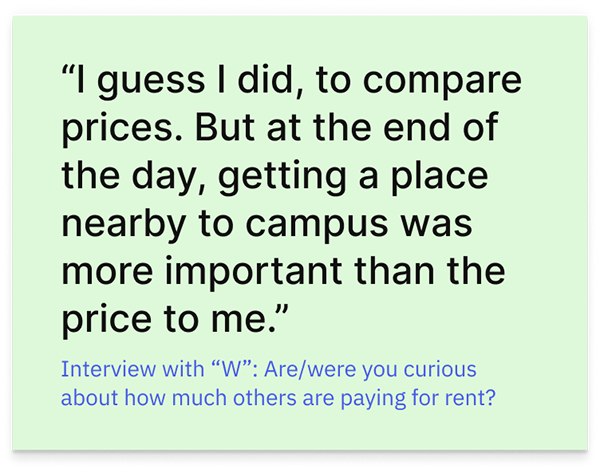 “I guess I did, to compare
prices. But at the end of
the day, getting a place
nearby to campus was
more important than the
price to me.”
Interview with “W”: Are/were you curious
about how much others are paying for rent?